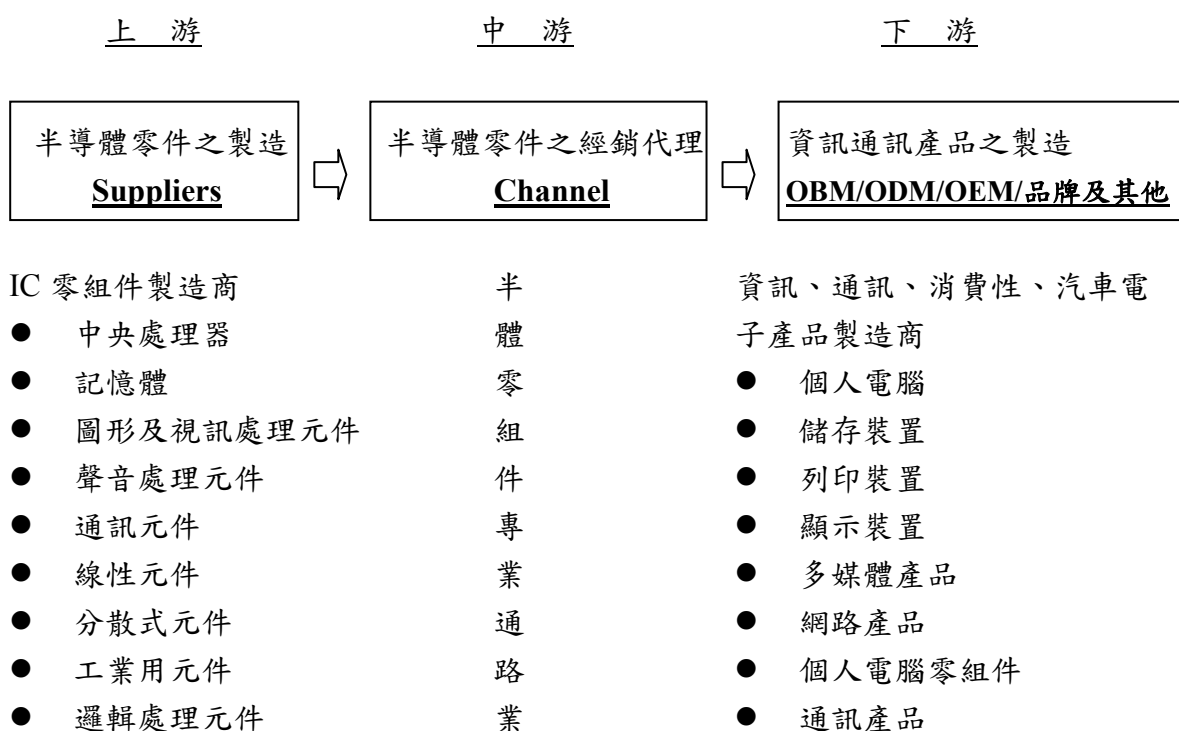 上 游 中 游 下 游
半導體零件之製造 半導體零件之經銷代理 資訊通訊產品之製造
Suppliers Channel OBM/ODM/OEM/品牌及其他
IC 零組件製造商 半 資訊、通訊、消費性、汽車電
● 中央處理器 體 子產品製造商
● 記憶體 零 ● 個人電腦
● 圖形及視訊處理元件 組 ● 儲存裝置
● 聲音處理元件 件 ● 列印裝置
● 通訊元件 專 ● 顯示裝置
● 線性元件 業 ● 多媒體產品
● 分散式元件 通 ● 網路產品
● 工業用元件 路 ● 個人電腦零組件
● 邏輯處理元件 業 ● 通訊產品